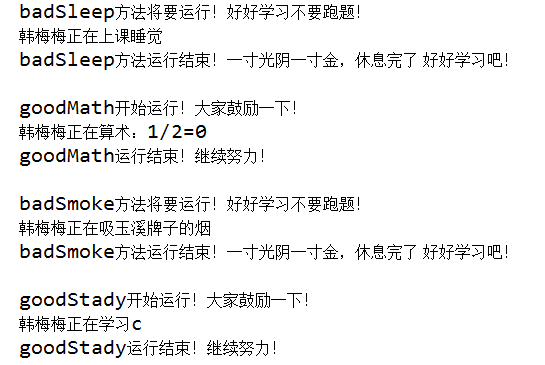 badSleep方法将要运行！好好学习不要跑题！
韩梅梅正在上课睡觉
badSleep方法运行结束！一寸光阴一寸金，休息完了 好好学习吧！
goodMath开始运行！大家鼓励一下！
韩梅梅正在算术：1/2=0
goodMath运行结束！继续努力！
badSmoke方法将要运行！好好学习不要跑题！
韩梅梅正在吸玉溪牌子的烟
badSmoke方法运行结束！一寸光阴一寸金，休息完了 好好学习吧！
goodStady开始运行！大家鼓励一下！
韩梅梅正在学习c
goodStady运行结束！继续努力！